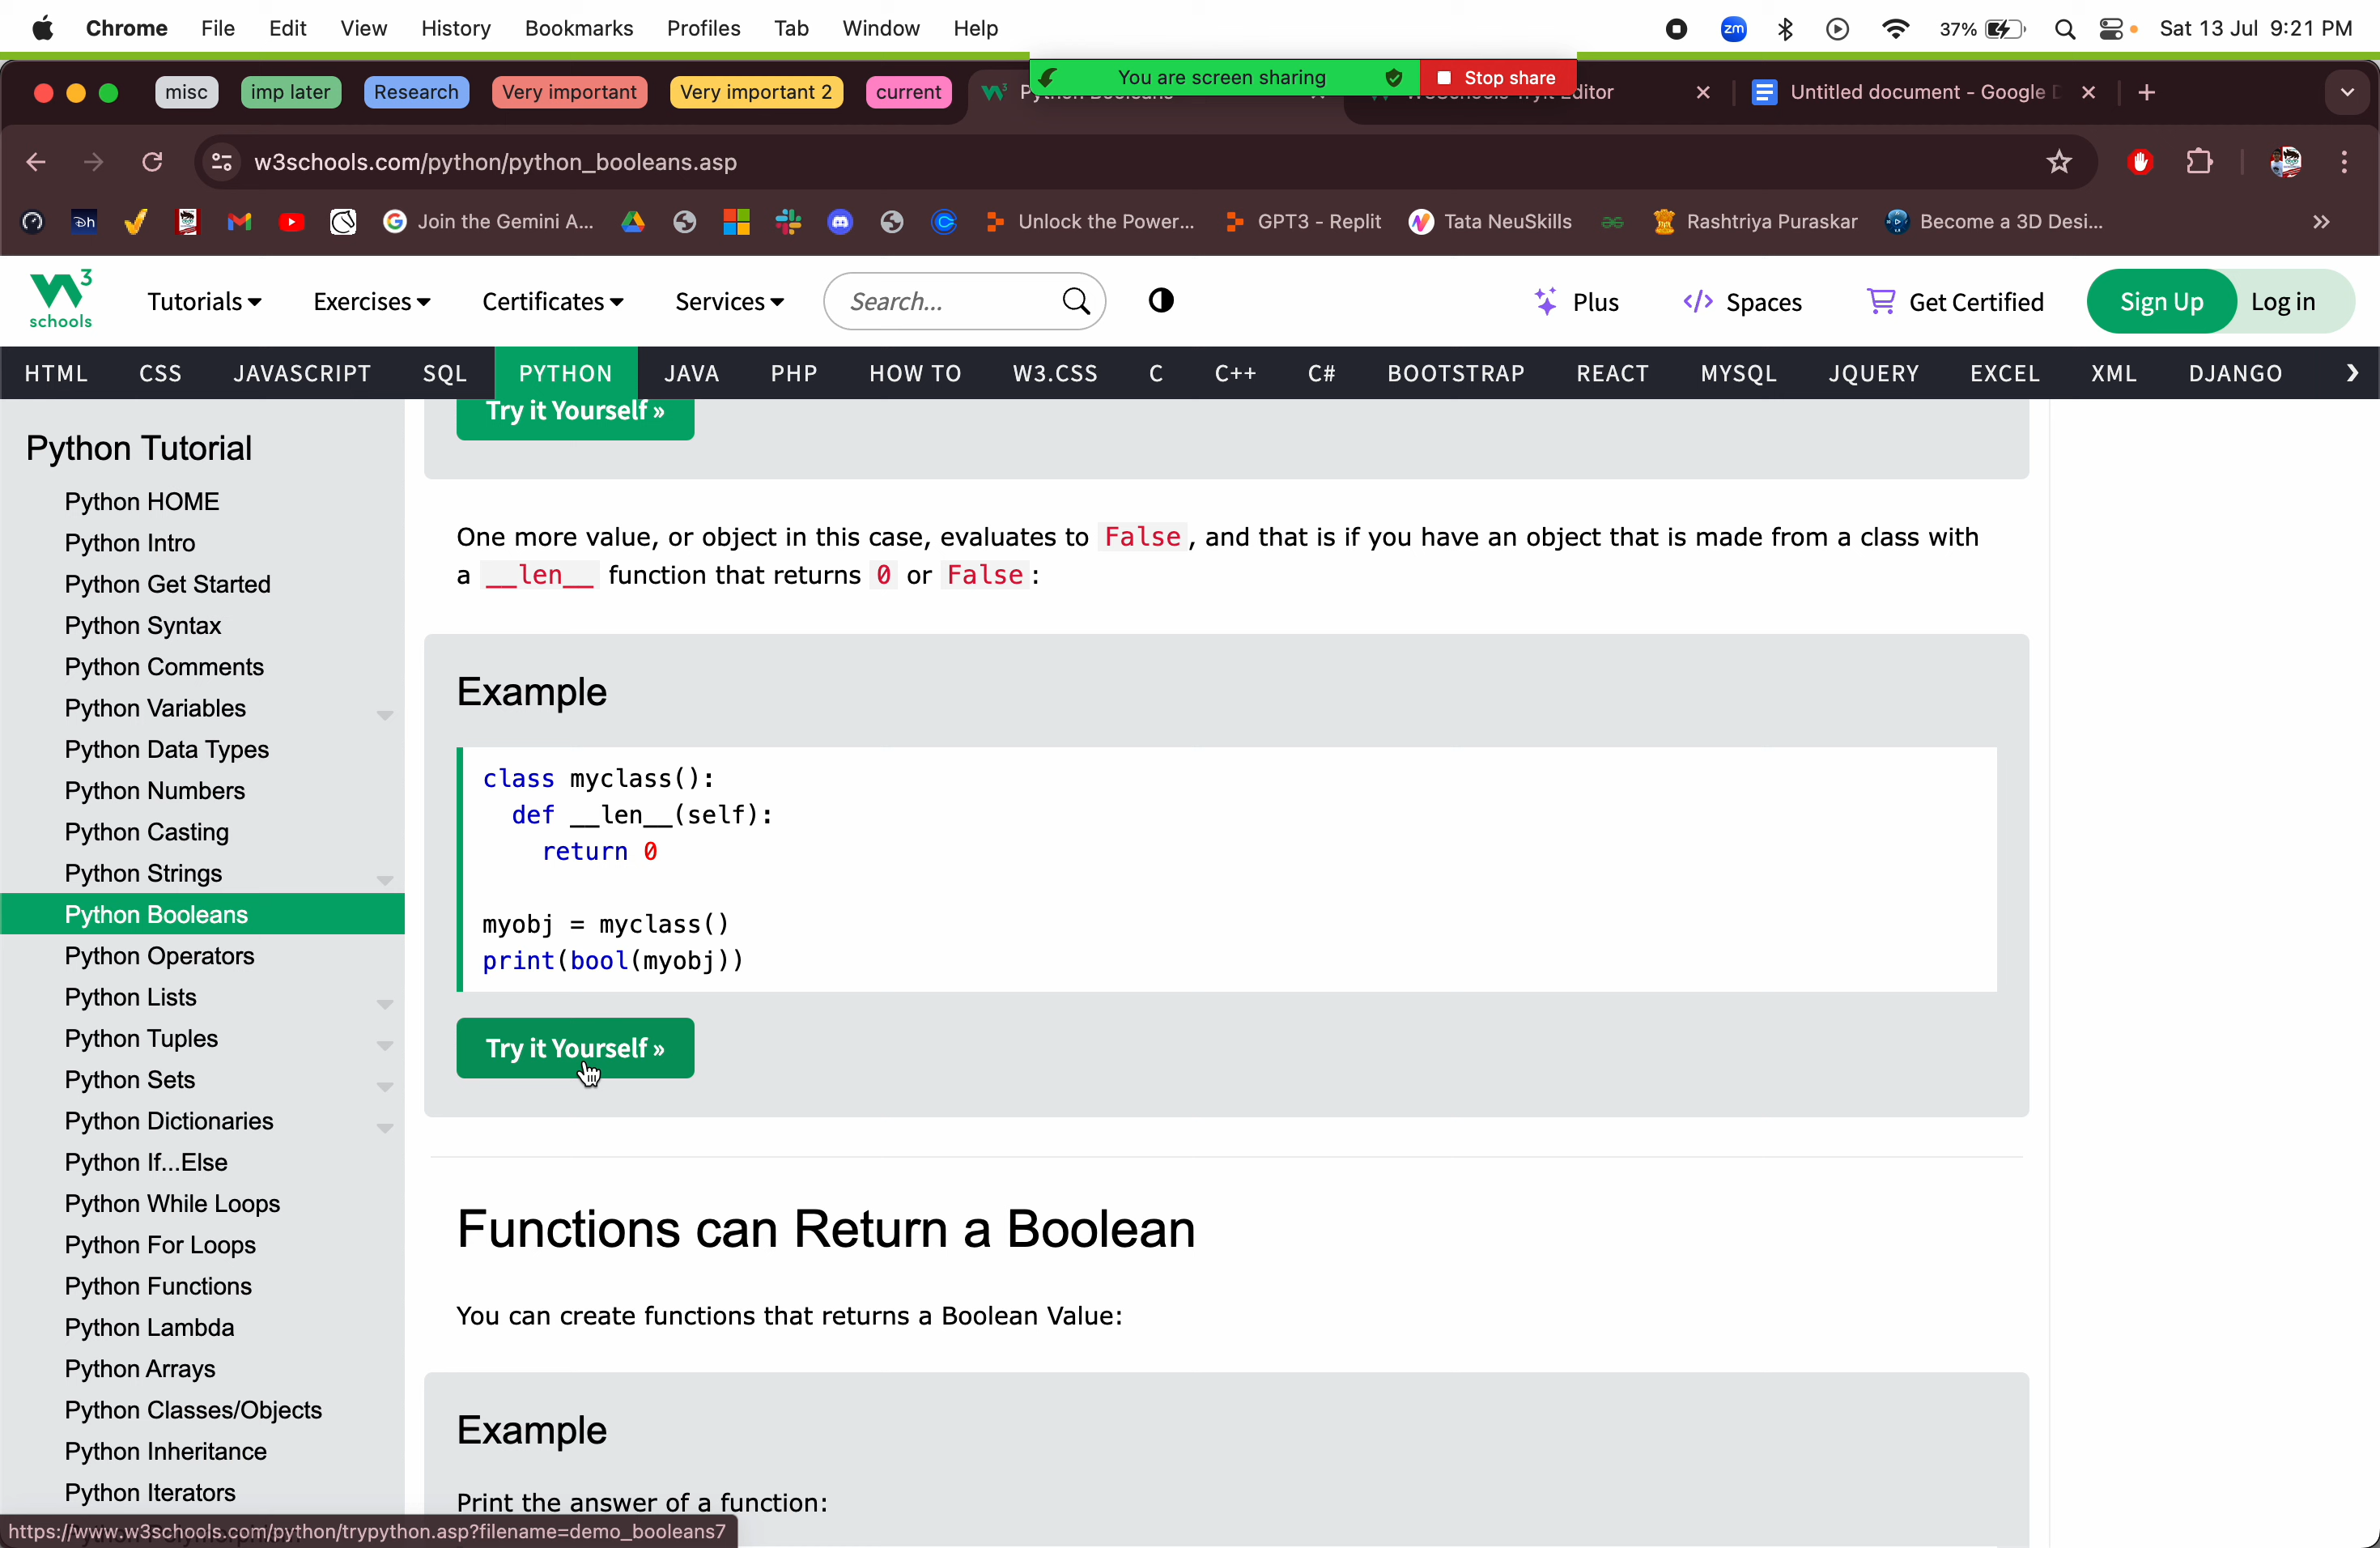 Chrome File Edit View History Bookmarks Profiles Tab Window Help zm 37% Sat 13 Jul 9:21 PM
You are screen sharing Stop share
misc imp later Research Very important Very important 2 current Editor Untitled document - Google
w3schools.com/python/python_booleans.asp
Join the Gemini A... Unlock the Power... GPT3 - Replit Tata NeuSkills Rashtriya Puraskar Become a 3D Desi...
W3 schools Tutorials Exercises Certificates Services Search... Plus Spaces Get Certified Sign Up Log in
HTML CSS JAVASCRIPT SQL PYTHON JAVA PHP HOW TO W3.CSS C C++ C# BOOTSTRAP REACT MYSQL JQUERY EXCEL XML DJANGO
Python Tutorial
Python HOME
Python Intro
Python Get Started
Python Syntax
Python Comments
Python Variables
Python Data Types
Python Numbers
Python Casting
Python Strings
Python Booleans
Python Operators
Python Lists
Python Tuples
Python Sets
Python Dictionaries
Python If...Else
Python While Loops
Python For Loops
Python Functions
Python Lambda
Python Arrays
Python Classes/Objects
Python Inheritance
Python Iterators
Try it Yourself »
One more value, or object in this case, evaluates to False, and that is if you have an object that is made from a class with
a __len__ function that returns 0 or False:
Example
class myclass():
  def __len__(self):
    return 0
myobj = myclass()
print(bool(myobj))
Try it Yourself »
Functions can Return a Boolean
You can create functions that returns a Boolean Value:
Example
Print the answer of a function:
https://www.w3schools.com/python/trypython.asp?filename=demo_booleans7